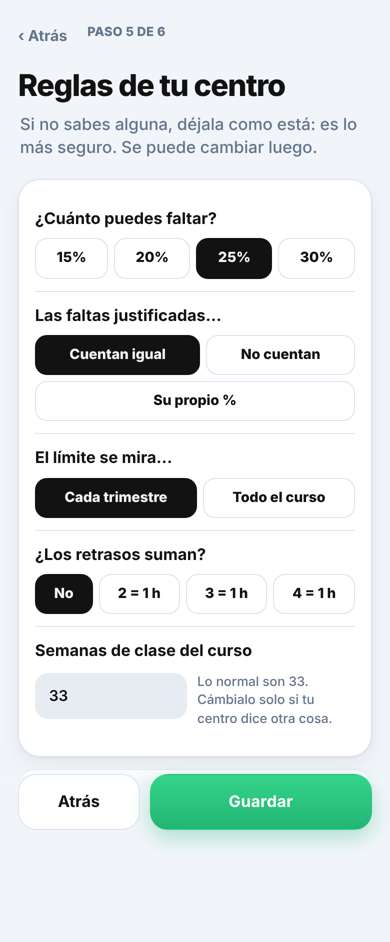 ‹ Atrás
PASO 5 DE 6
Reglas de tu centro
Si no sabes alguna, déjala como está: es lo
más seguro. Se puede cambiar luego.
¿Cuánto puedes faltar?
15%
20%
25%
30%
Las faltas justificadas...
Cuentan igual
No cuentan
Su propio %
El límite se mira...
Cada trimestre
Todo el curso
¿Los retrasos suman?
No
2 = 1 h
3 = 1 h
4 = 1 h
Semanas de clase del curso
33
Lo normal son 33.
Cámbialo solo si tu
centro dice otra cosa.
Atrás
Guardar